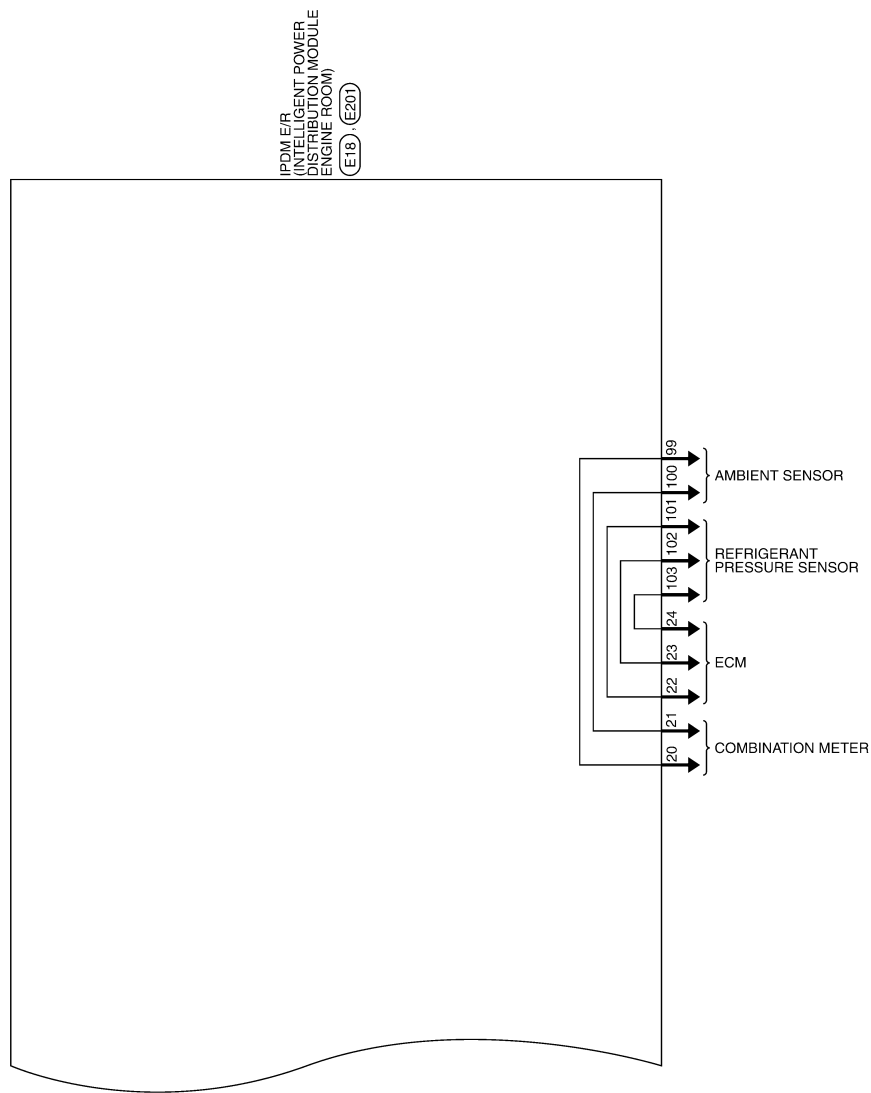 IPDM E/R
(INTELLIGENT POWER
DISTRIBUTION MODULE
ENGINE ROOM)
E18 , E201
99
100
AMBIENT SENSOR
101
102
103
REFRIGERANT
PRESSURE SENSOR
24
23
22
ECM
21
20
COMBINATION METER